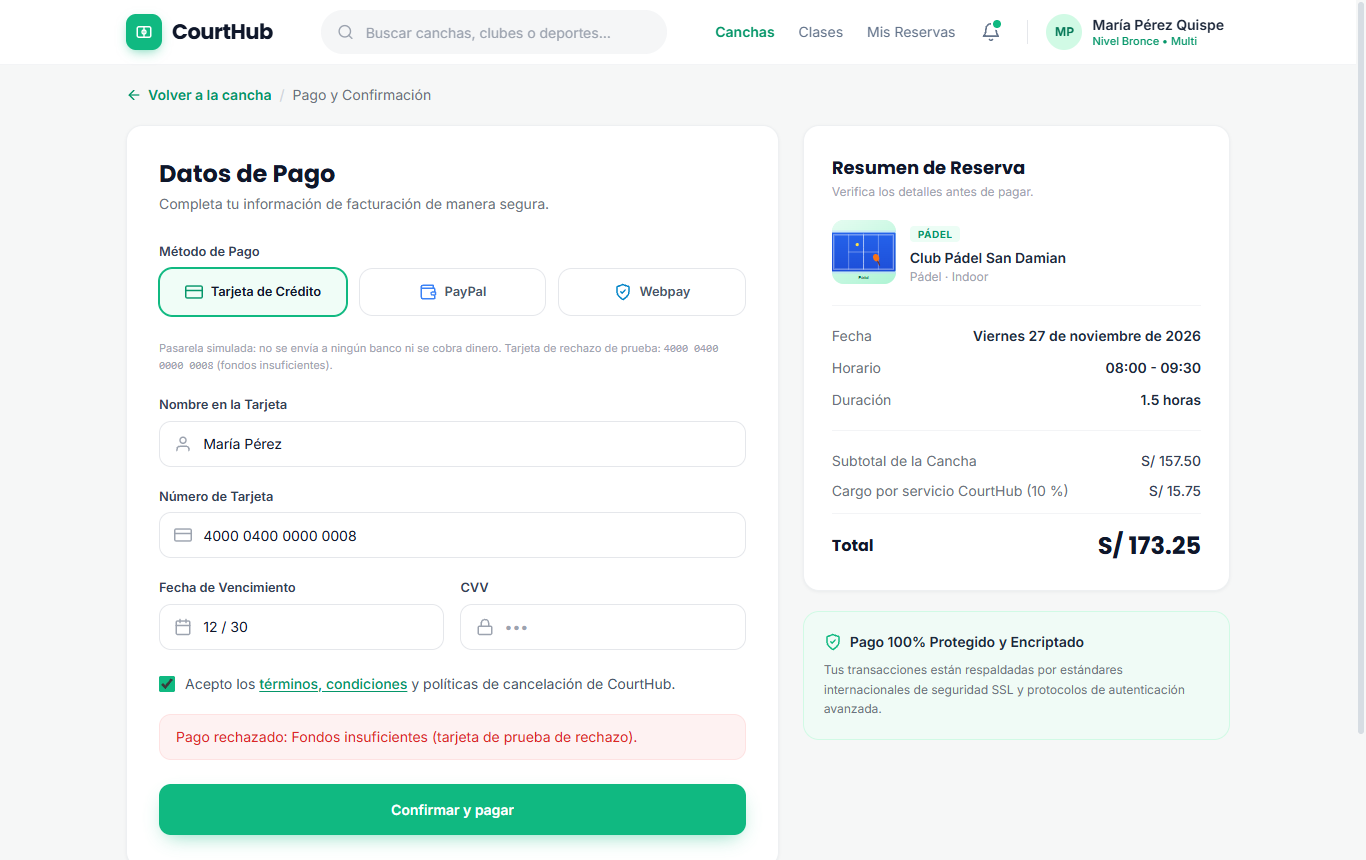 CourtHub
Buscar canchas, clubes o deportes...
Canchas
Clases
Mis Reservas
MP
María Pérez Quispe
Nivel Bronce • Multi
Volver a la cancha / Pago y Confirmación
Datos de Pago
Completa tu información de facturación de manera segura.
Método de Pago
Tarjeta de Crédito
PayPal
Webpay
Pasarela simulada: no se envía a ningún banco ni se cobra dinero. Tarjeta de rechazo de prueba: 4000 0400
0000 0008 (fondos insuficientes).
Nombre en la Tarjeta
María Pérez
Número de Tarjeta
4000 0400 0000 0008
Fecha de Vencimiento
CVV
12 / 30
•••
Acepto los términos, condiciones y políticas de cancelación de CourtHub.
Pago rechazado: Fondos insuficientes (tarjeta de prueba de rechazo).
Confirmar y pagar
Resumen de Reserva
Verifica los detalles antes de pagar.
PÁDEL
Club Pádel San Damian
Pádel · Indoor
Fecha
Viernes 27 de noviembre de 2026
Horario
08:00 - 09:30
Duración
1.5 horas
Subtotal de la Cancha
S/ 157.50
Cargo por servicio CourtHub (10 %)
S/ 15.75
Total
S/ 173.25
Pago 100% Protegido y Encriptado
Tus transacciones están respaldadas por estándares
internacionales de seguridad SSL y protocolos de autenticación
avanzada.